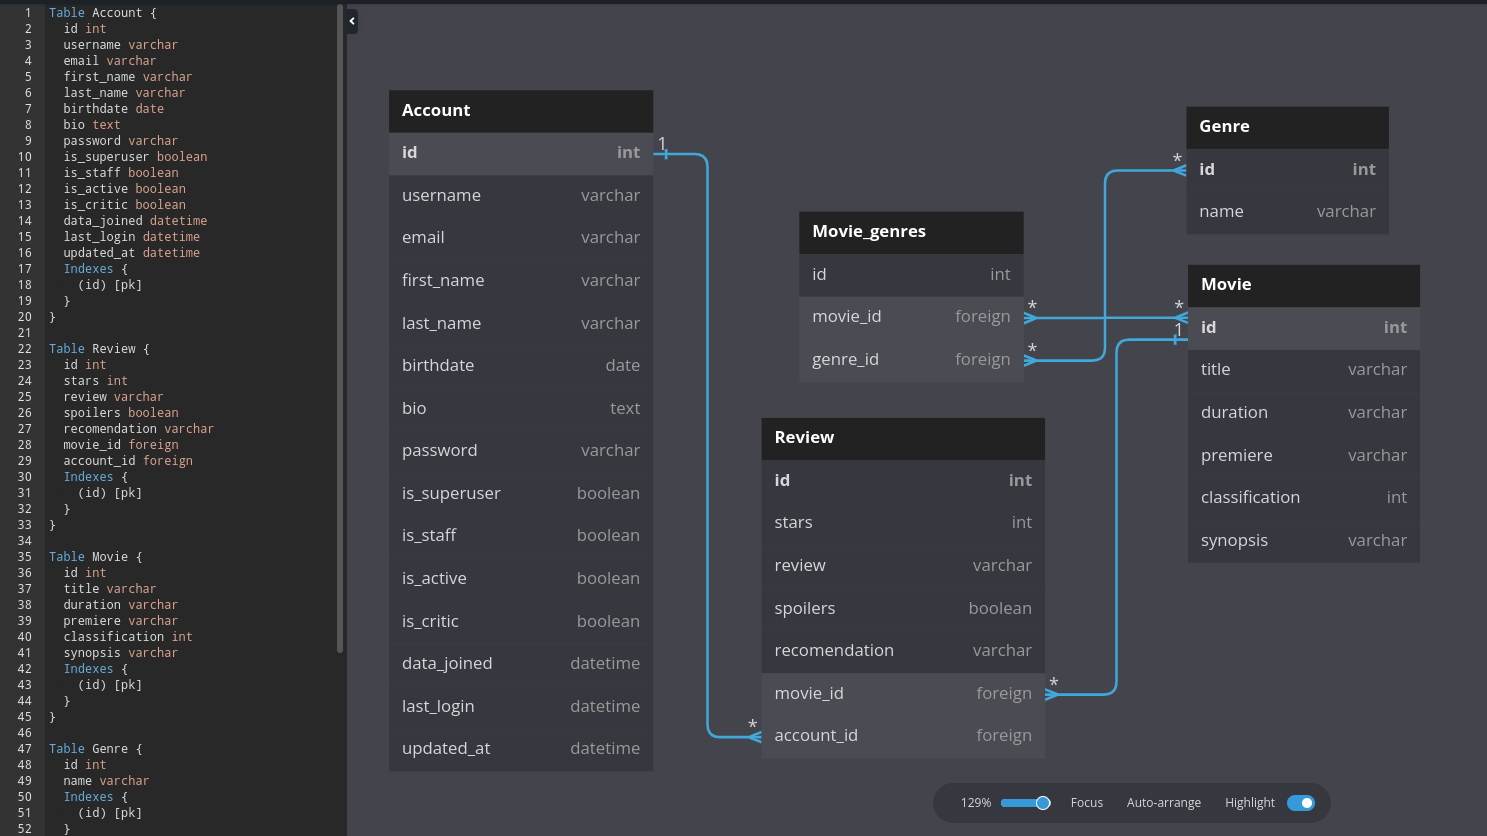 1 Table Account {
2 id int
3 username varchar
4 email varchar
5 first_name varchar
6 last_name varchar
7 birthdate date
8 bio text
9 password varchar
10 is_superuser boolean
11 is_staff boolean
12 is_active boolean
13 is_critic boolean
14 data_joined datetime
15 last_login datetime
16 updated_at datetime
17 Indexes {
18 (id) [pk]
19 }
20 }
21
22 Table Review {
23 id int
24 stars int
25 review varchar
26 spoilers boolean
27 recomendation varchar
28 movie_id foreign
29 account_id foreign
30 Indexes {
31 (id) [pk]
32 }
33 }
34
35 Table Movie {
36 id int
37 title varchar
38 duration varchar
39 premiere varchar
40 classification int
41 synopsis varchar
42 Indexes {
43 (id) [pk]
44 }
45 }
46
47 Table Genre {
48 id int
49 name varchar
50 Indexes {
51 (id) [pk]
52 }
Account
id int
username varchar
email varchar
first_name varchar
last_name varchar
birthdate date
bio text
password varchar
is_superuser boolean
is_staff boolean
is_active boolean
is_critic boolean
data_joined datetime
last_login datetime
updated_at datetime
1
*
Movie_genres
id int
movie_id foreign
genre_id foreign
*
*
Review
id int
stars int
review varchar
spoilers boolean
recomendation varchar
movie_id foreign
account_id foreign
*
*
Genre
id int
name varchar
*
1
Movie
id int
title varchar
duration varchar
premiere varchar
classification int
synopsis varchar
129% Focus Auto-arrange Highlight